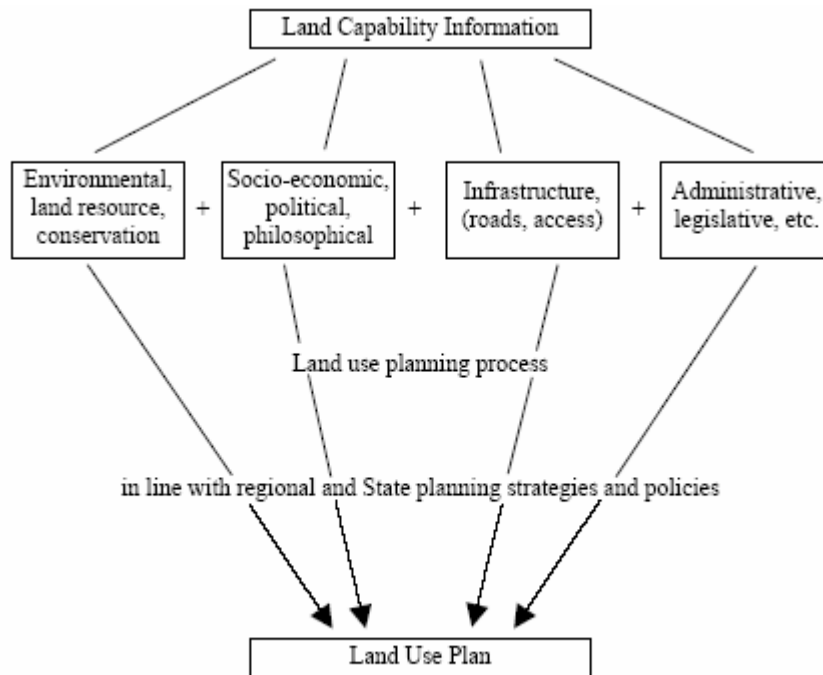 Land Capability Information
Environmental,
land resource,
conservation
+
Socio-economic,
political,
philosophical
+
Infrastructure,
(roads, access)
+
Administrative,
legislative, etc.
Land use planning process
in line with regional and State planning strategies and policies
Land Use Plan